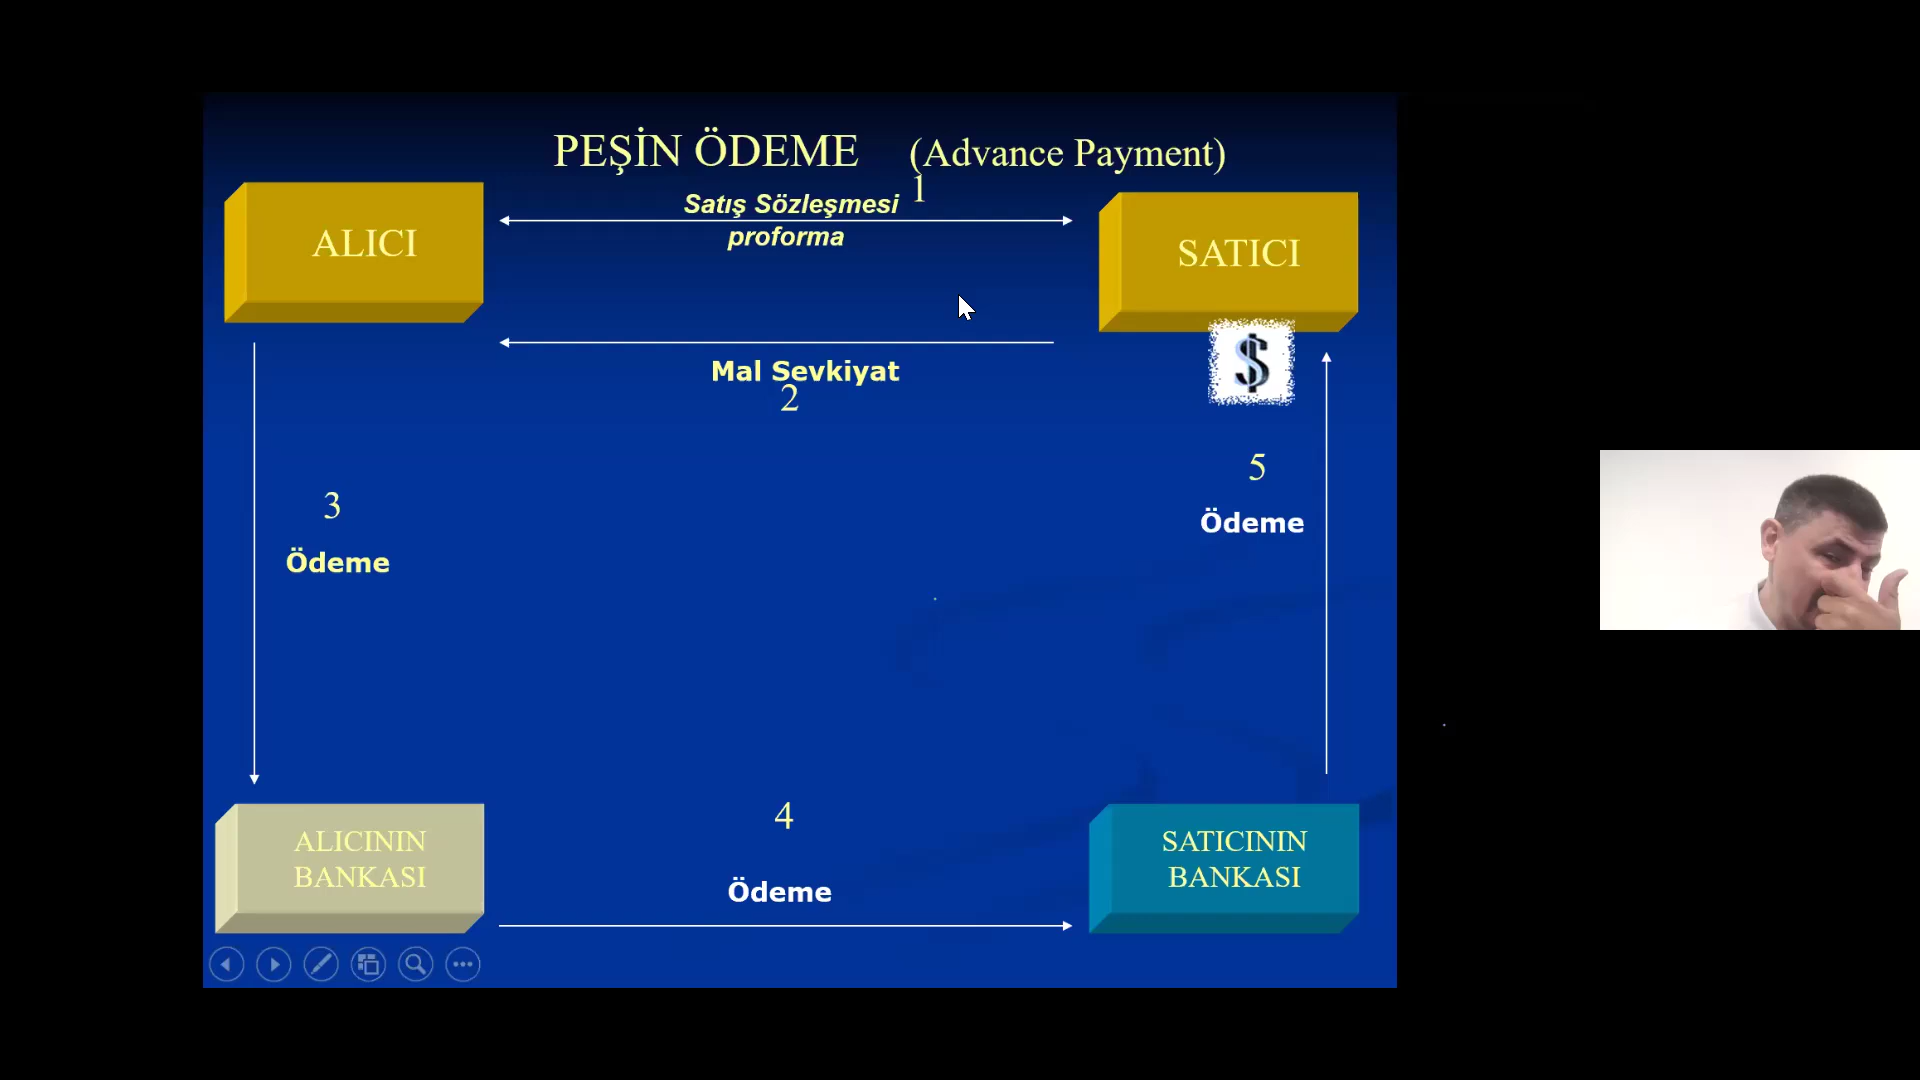 PEŞİN ÖDEME (Advance Payment)
1
Satış Sözleşmesi
proforma
ALICI
SATICI
$
Mal Sevkiyat
2
3
Ödeme
5
Ödeme
4
Ödeme
ALICININ
BANKASI
SATICININ
BANKASI